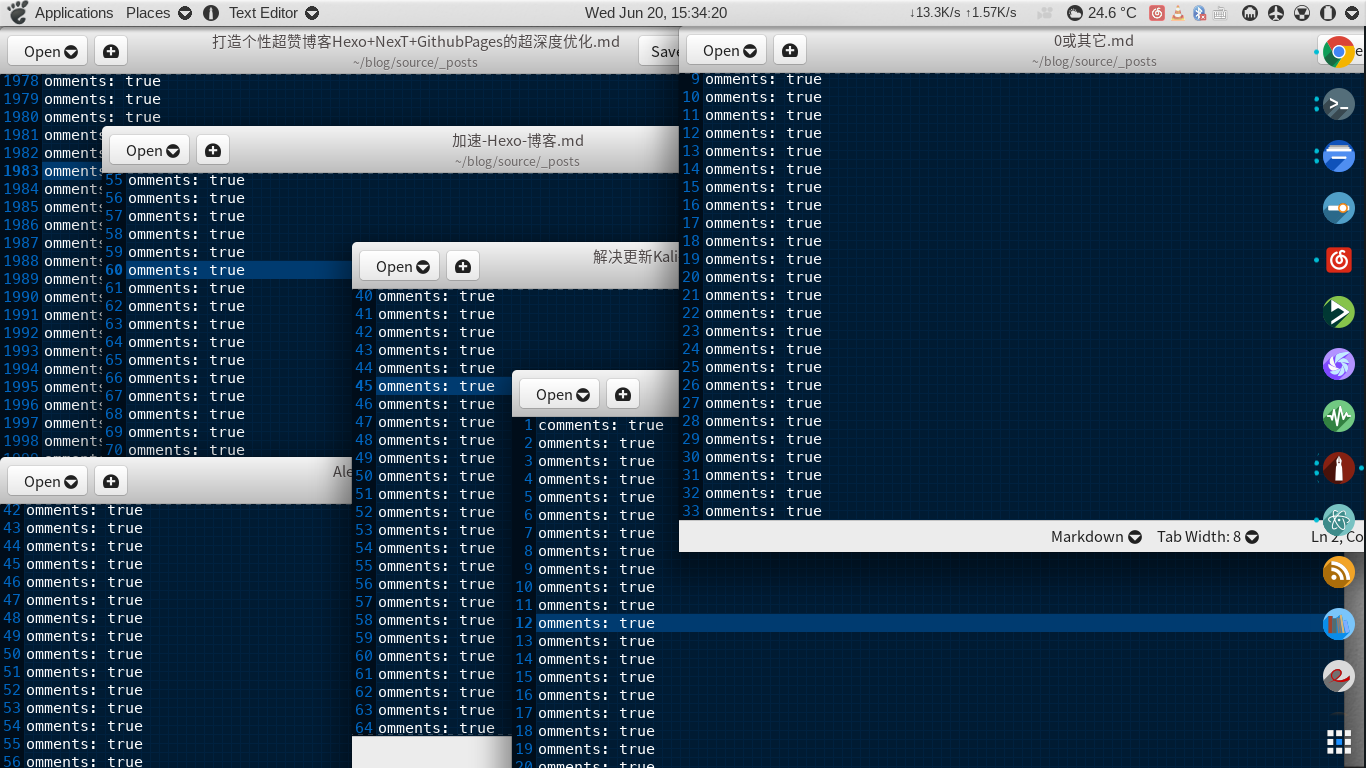 Applications Places Text Editor Wed Jun 20, 15:34:20 ↓13.3K/s ↑1.57K/s 24.6 °C
Open 打造个性超赞博客Hexo+NexT+GithubPages的超深度优化.md Save
~/blog/source/_posts
1978 omments: true
1979 omments: true
1980 omments: true
1981 omments
1982 omments
1983 omments
1984 omments
1985 omments
1986 omments
1987 omments
1988 omments
1989 omments
1990 omments
1991 omments
1992 omments
1993 omments
1994 omments
1995 omments
1996 omments
1997 omments
1998 omments
Open 加速-Hexo-博客.md
~/blog/source/_posts
55 omments: true
56 omments: true
57 omments: true
58 omments: true
59 omments: true
60 omments: true
61 omments: true
62 omments: true
63 omments: true
64 omments: true
65 omments: true
66 omments: true
67 omments: true
68 omments: true
69 omments: true
70 omments: true
Open Ale
42 omments: true
43 omments: true
44 omments: true
45 omments: true
46 omments: true
47 omments: true
48 omments: true
49 omments: true
50 omments: true
51 omments: true
52 omments: true
53 omments: true
54 omments: true
55 omments: true
56 omments: true
Open 解决更新Kali
40 omments: true
41 omments: true
42 omments: true
43 omments: true
44 omments: true
45 omments: true
46 omments: true
47 omments: true
48 omments: true
49 omments: true
50 omments: true
51 omments: true
52 omments: true
53 omments: true
54 omments: true
55 omments: true
56 omments: true
57 omments: true
58 omments: true
59 omments: true
60 omments: true
61 omments: true
62 omments: true
63 omments: true
64 omments: true
Open
1 comments: true
2 omments: true
3 omments: true
4 omments: true
5 omments: true
6 omments: true
7 omments: true
8 omments: true
9 omments: true
10 omments: true
11 omments: true
12 omments: true
13 omments: true
14 omments: true
15 omments: true
16 omments: true
17 omments: true
18 omments: true
19 omments: true
20 omments: true
Open 0或其它.md
~/blog/source/_posts
9 omments: true
10 omments: true
11 omments: true
12 omments: true
13 omments: true
14 omments: true
15 omments: true
16 omments: true
17 omments: true
18 omments: true
19 omments: true
20 omments: true
21 omments: true
22 omments: true
23 omments: true
24 omments: true
25 omments: true
26 omments: true
27 omments: true
28 omments: true
29 omments: true
30 omments: true
31 omments: true
32 omments: true
33 omments: true
Markdown Tab Width: 8 Ln 2, Co